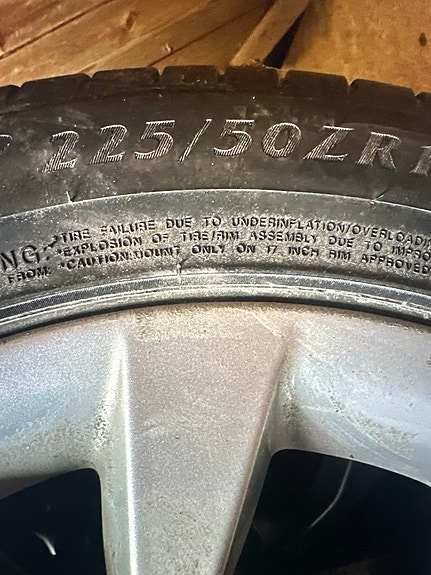 225/50ZR1
NG: *TIRE FAILURE DUE TO UNDERINFLATION/OVERLOADI
*EXPLOSION OF TIRE/RIM ASSEMBLY DUE TO IMPRO
FROM: *CAUTION:MOUNT ONLY ON 17 INCH RIM APPROVED